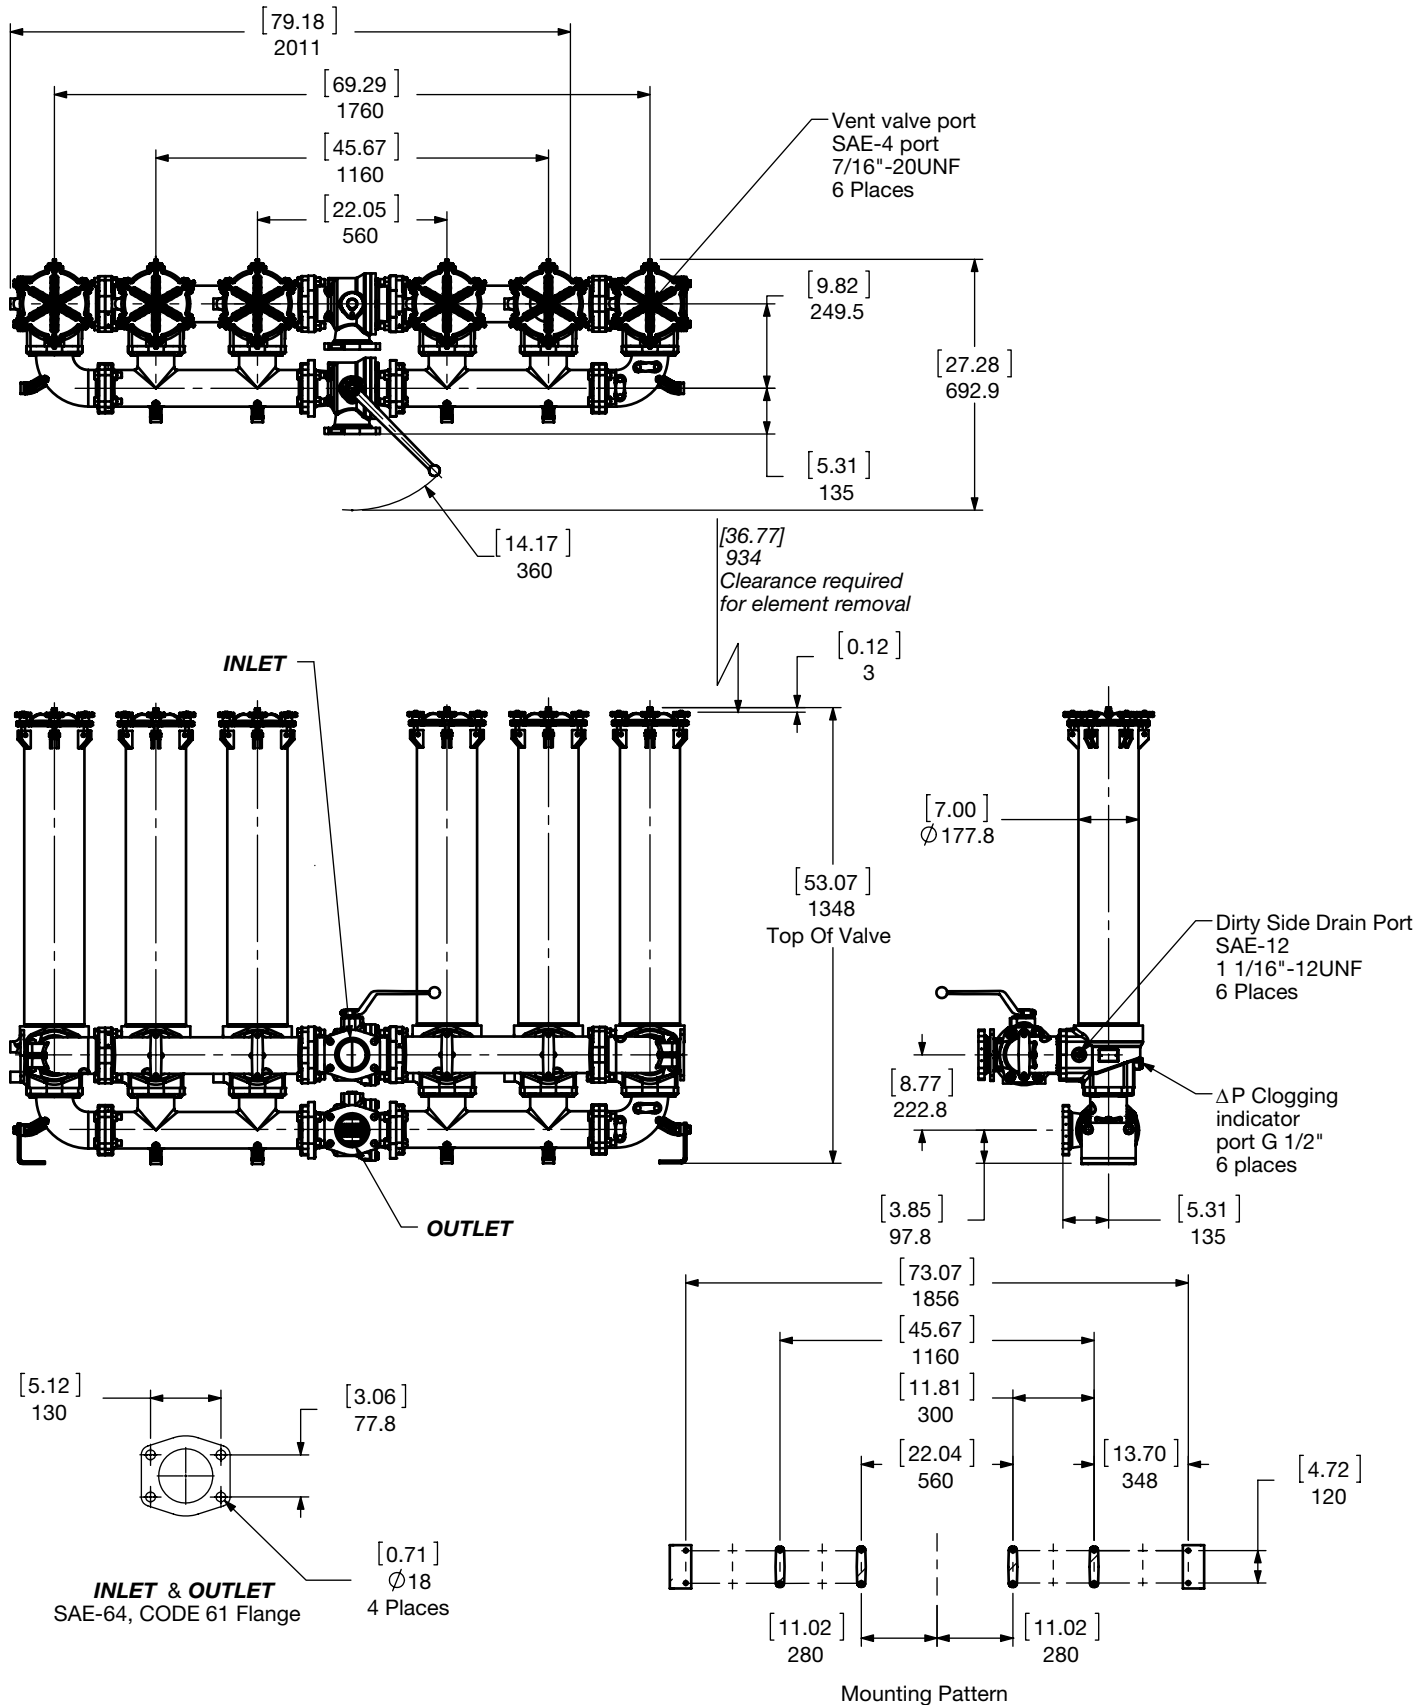 [79.18]
2011
[69.29]
1760
[45.67]
1160
[22.05]
560
Vent valve port
SAE-4 port
7/16"-20UNF
6 Places
[9.82]
249.5
[27.28]
692.9
[5.31]
135
[14.17]
360
[36.77]
934
Clearance required
for element removal
[0.12]
3
INLET
[7.00]
Ø177.8
[53.07]
1348
Top Of Valve
Dirty Side Drain Port
SAE-12
1 1/16"-12UNF
6 Places
[8.77]
222.8
ΔP Clogging
indicator
port G 1/2"
6 places
OUTLET
[3.85]
97.8
[5.31]
135
[73.07]
1856
[45.67]
1160
[11.81]
300
[22.04]
560
[13.70]
348
[4.72]
120
[5.12]
130
[3.06]
77.8
[0.71]
Ø18
4 Places
INLET & OUTLET
SAE-64, CODE 61 Flange
[11.02]
280
[11.02]
280
Mounting Pattern